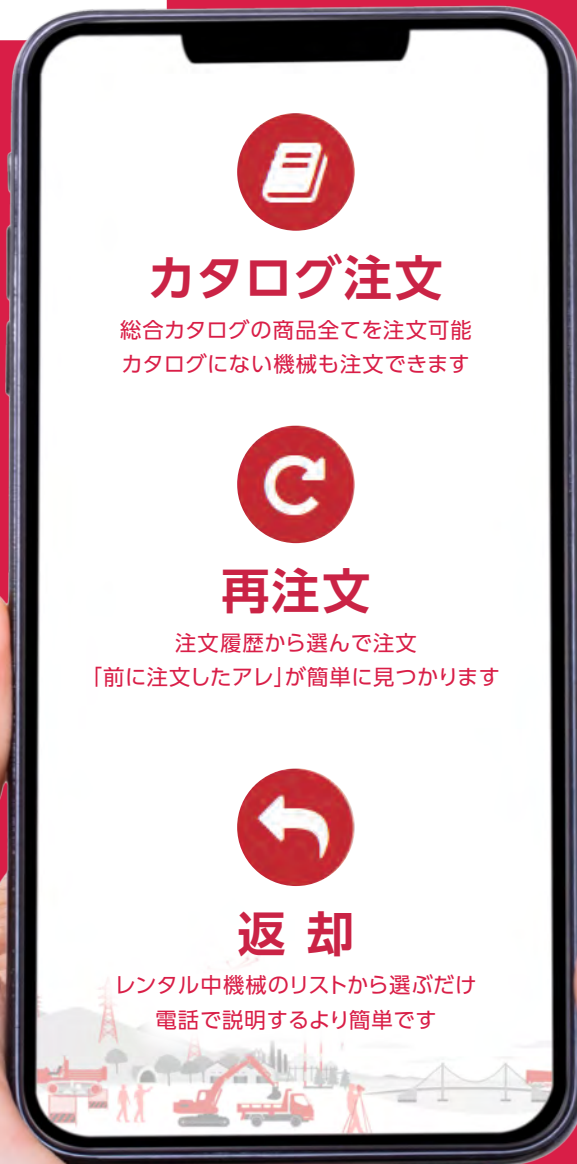 カタログ注文
総合カタログの商品全てを注文可能
カタログにない機械も注文できます
再注文
注文履歴から選んで注文
「前に注文したアレ」が簡単に見つかります
返 却
レンタル中機械のリストから選ぶだけ
電話で説明するより簡単です